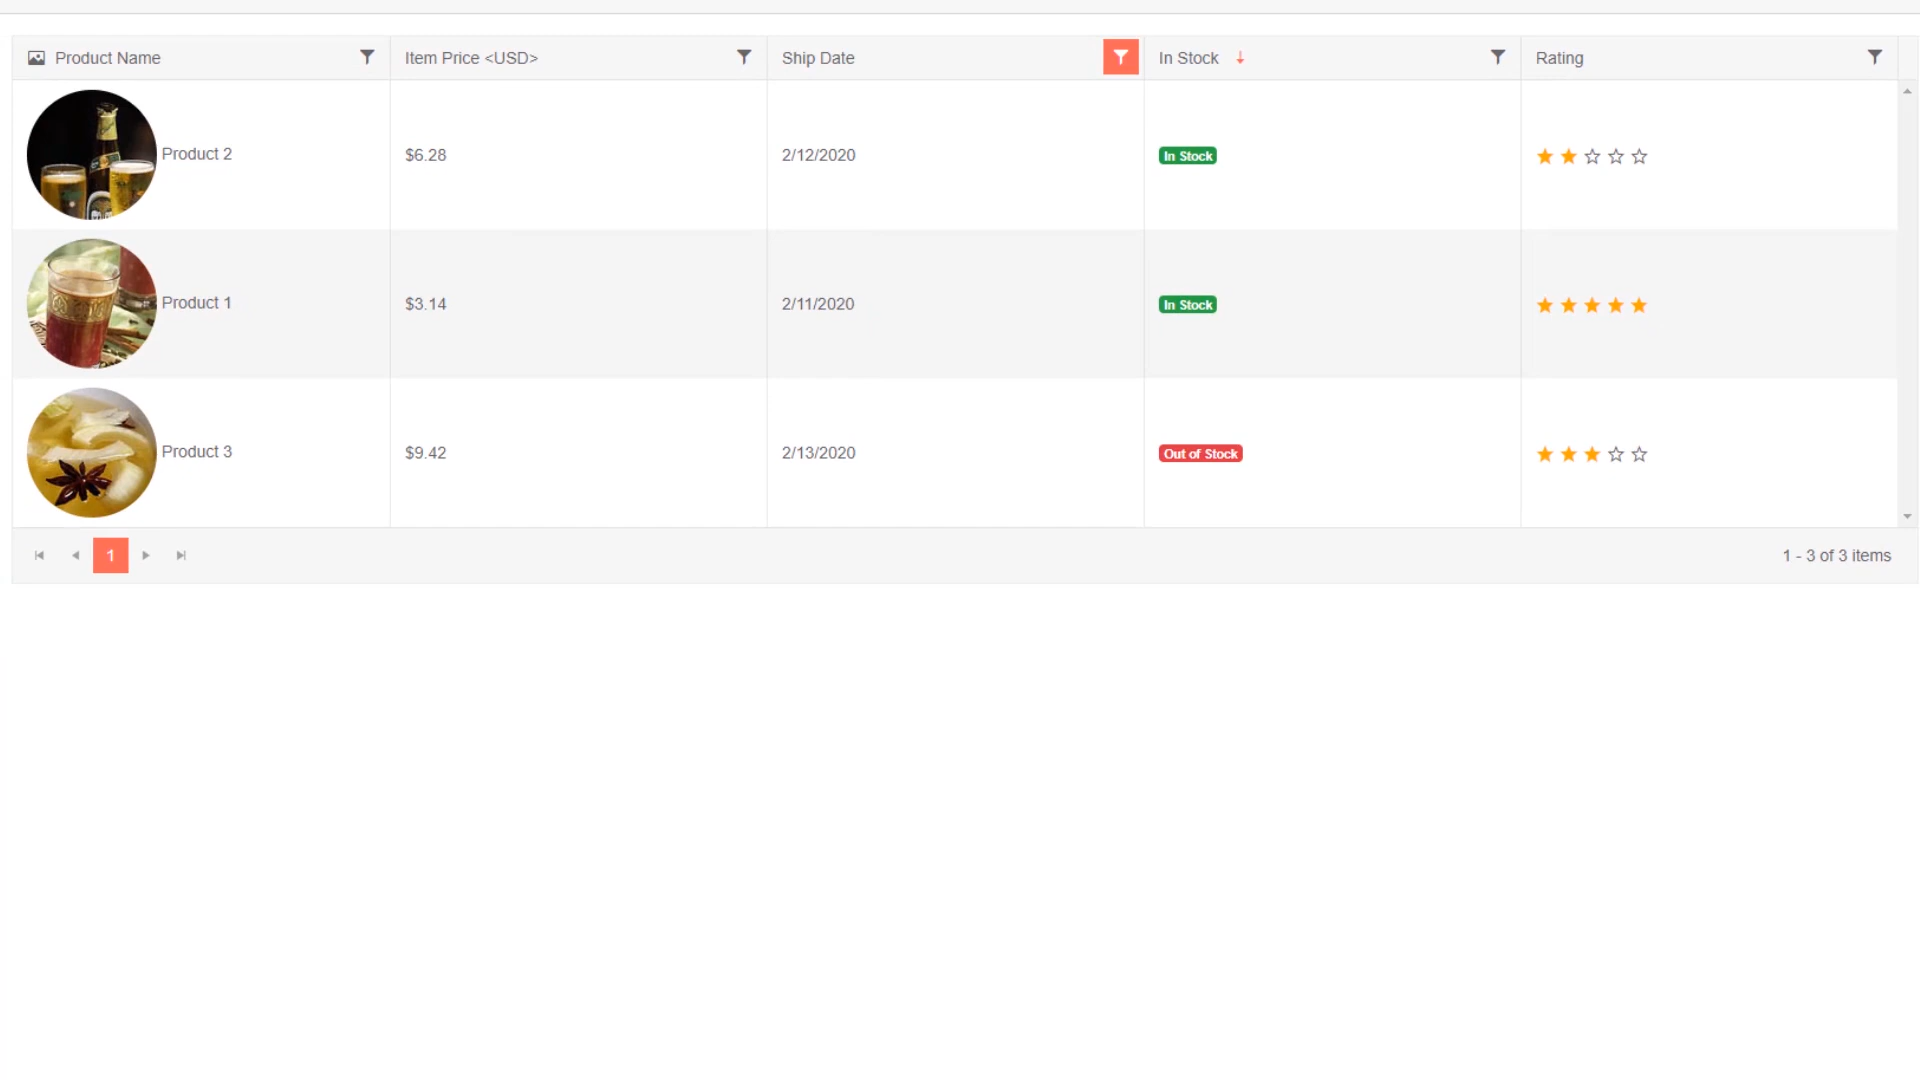 Product Name Item Price <USD> Ship Date In Stock Rating
Product 2 $6.28 2/12/2020 In Stock
Product 1 $3.14 2/11/2020 In Stock
Product 3 $9.42 2/13/2020 Out of Stock
1 1 - 3 of 3 items